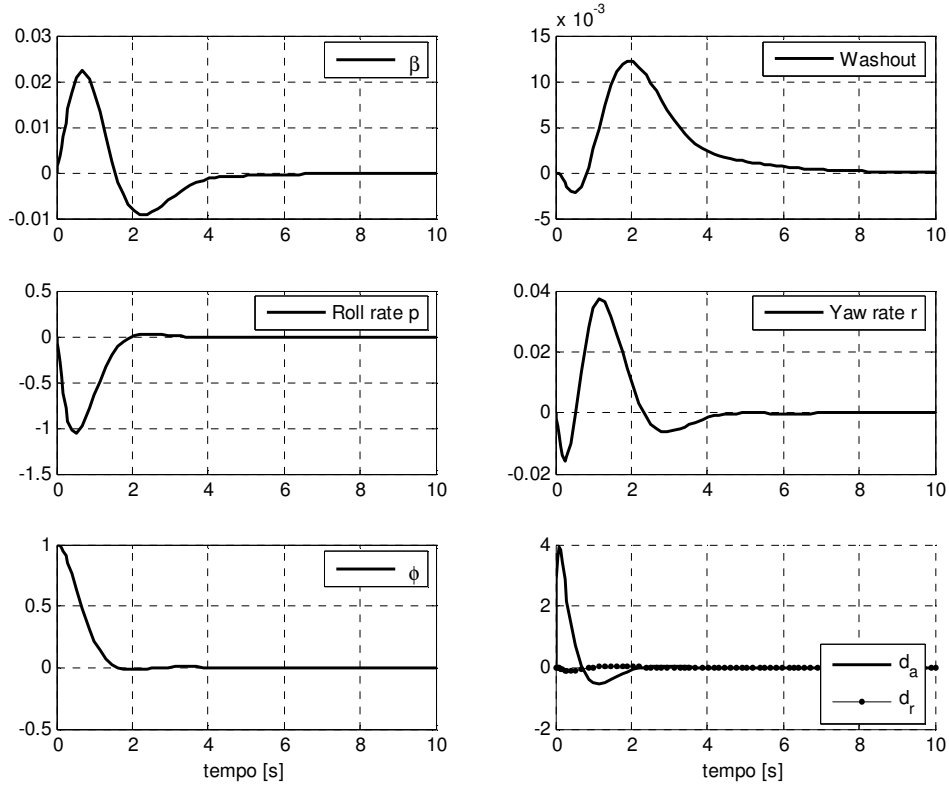 0.03
0.02
0.01
0
-0.01
0 2 4 6 8 10
β
x 10⁻³
15
10
5
0
-5
0 2 4 6 8 10
Washout
0.5
0
-0.5
-1
-1.5
0 2 4 6 8 10
Roll rate p
0.04
0.02
0
-0.02
0 2 4 6 8 10
Yaw rate r
1
0.5
0
-0.5
0 2 4 6 8 10
ϕ
tempo [s]
4
2
0
-2
0 2 4 6 8 10
d_a
d_r
tempo [s]